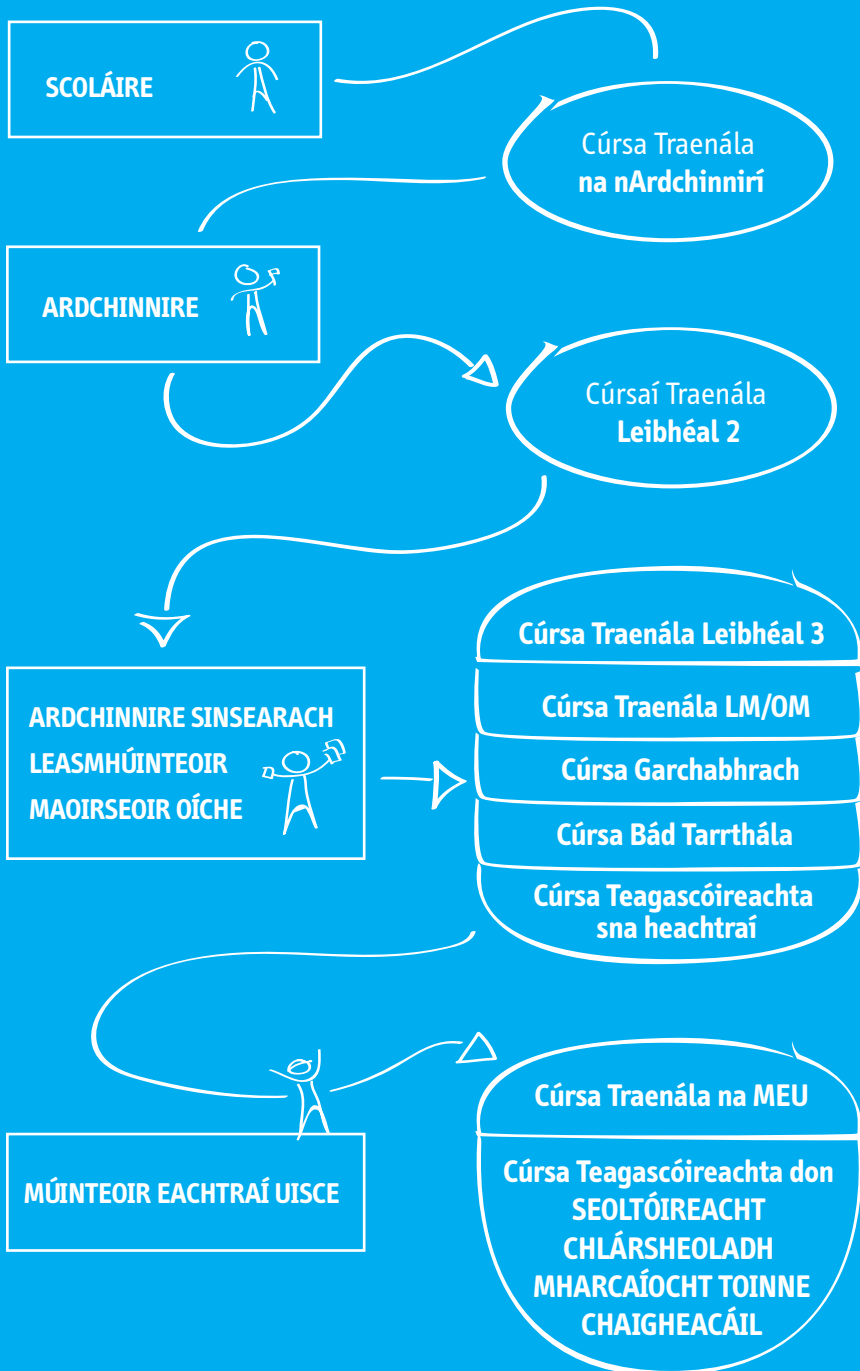 SCOLÁIRE
Cúrsa Traenála
na nArdchinnirí
ARDCHINNIRE
Cúrsaí Traenála
Leibhéal 2
ARDCHINNIRE SINSEARACH
LEASMHÚINTEOIR
MAOIRSEOIR OÍCHE
Cúrsa Traenála Leibhéal 3
Cúrsa Traenála LM/OM
Cúrsa Garchabhrach
Cúrsa Bád Tarrthála
Cúrsa Teagascóireachta
sna heachtraí
MÚINTEOIR EACHTRAÍ UISCE
Cúrsa Traenála na MEU
Cúrsa Teagascóireachta don
SEOLTÓIREACHT
CHLÁRSHEOLADH
MHARCAÍOCHT TOINNE
CHAIGHEACÁIL